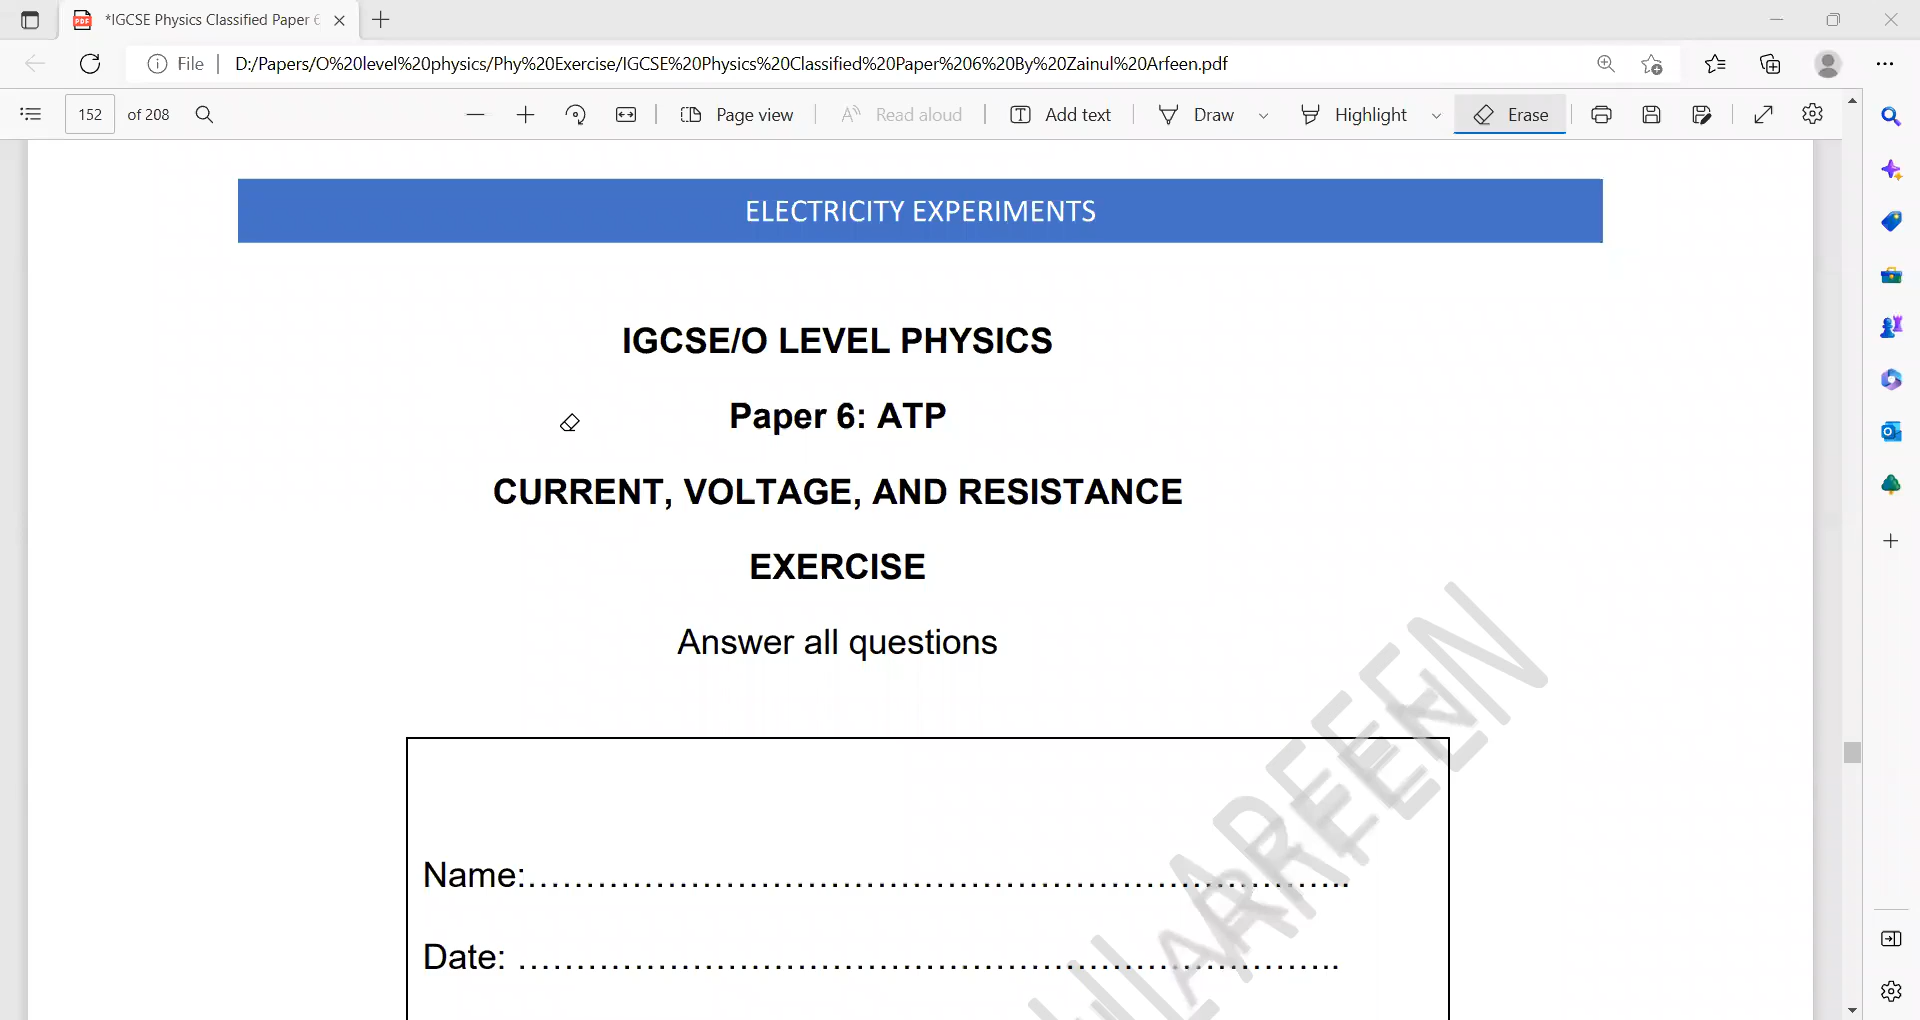 *IGCSE Physics Classified Paper 6
File
D:/Papers/O%20level%20physics/Phy%20Exercise/IGCSE%20Physics%20Classified%20Paper%206%20By%20Zainul%20Arfeen.pdf
152 of 208
Page view
Read aloud
Add text
Draw
Highlight
Erase
ELECTRICITY EXPERIMENTS
IGCSE/O LEVEL PHYSICS
Paper 6: ATP
CURRENT, VOLTAGE, AND RESISTANCE
EXERCISE
Answer all questions
Name:……………………………………………………………..
Date: …………………………………………………………….